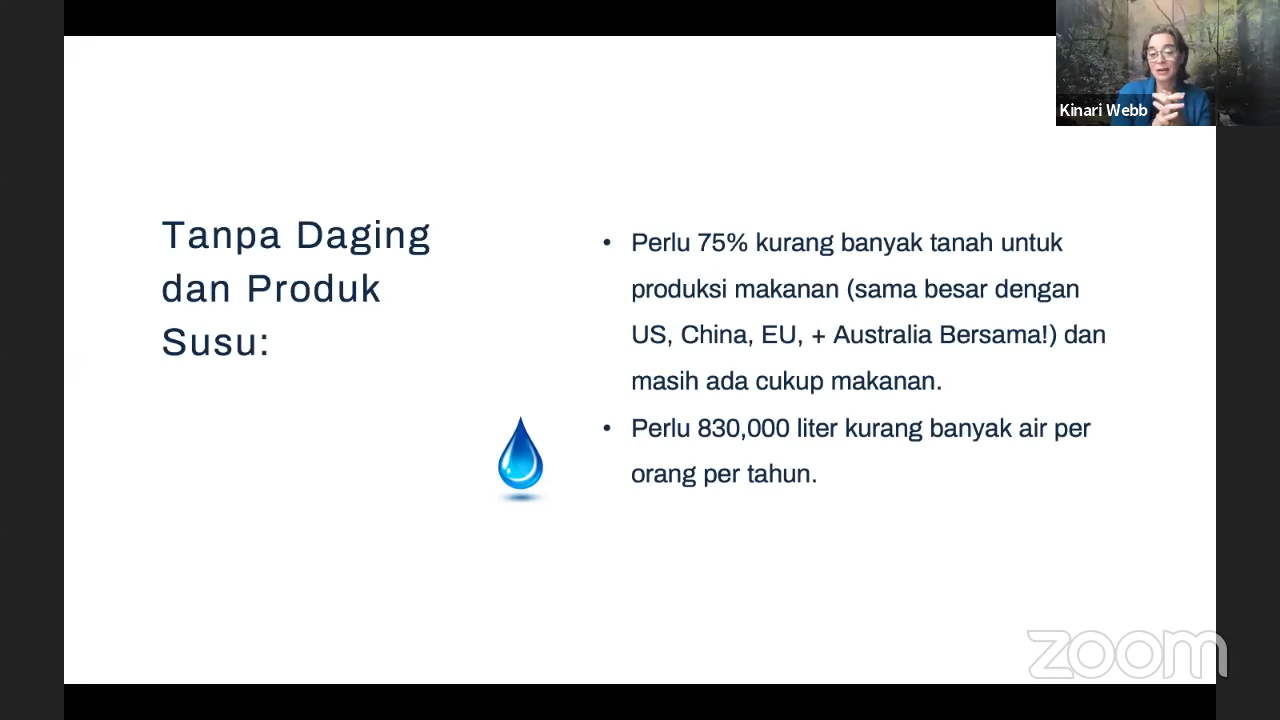 Kinari Webb
Tanpa Daging
dan Produk
Susu:
• Perlu 75% kurang banyak tanah untuk
produksi makanan (sama besar dengan
US, China, EU, + Australia Bersama!) dan
masih ada cukup makanan.
• Perlu 830,000 liter kurang banyak air per
orang per tahun.
zoom